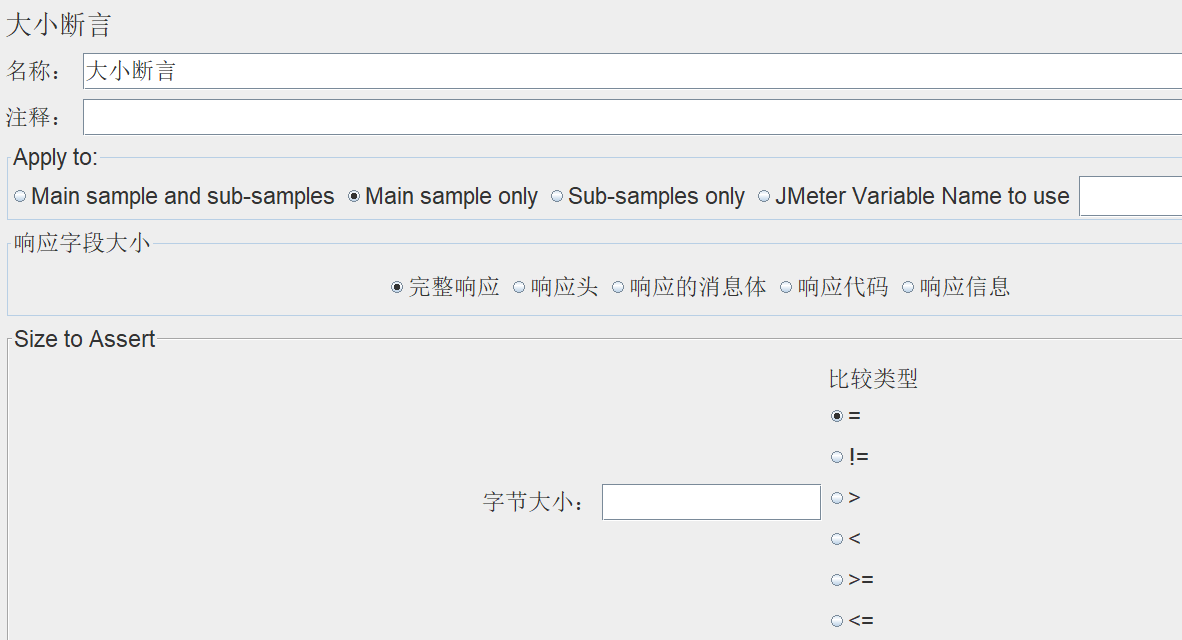 大小断言
名称： 大小断言
注释：
Apply to:
Main sample and sub-samples Main sample only Sub-samples only JMeter Variable Name to use
响应字段大小
完整响应 响应头 响应的消息体 响应代码 响应信息
Size to Assert
比较类型
=
!=
字节大小： >
<
>=
<=